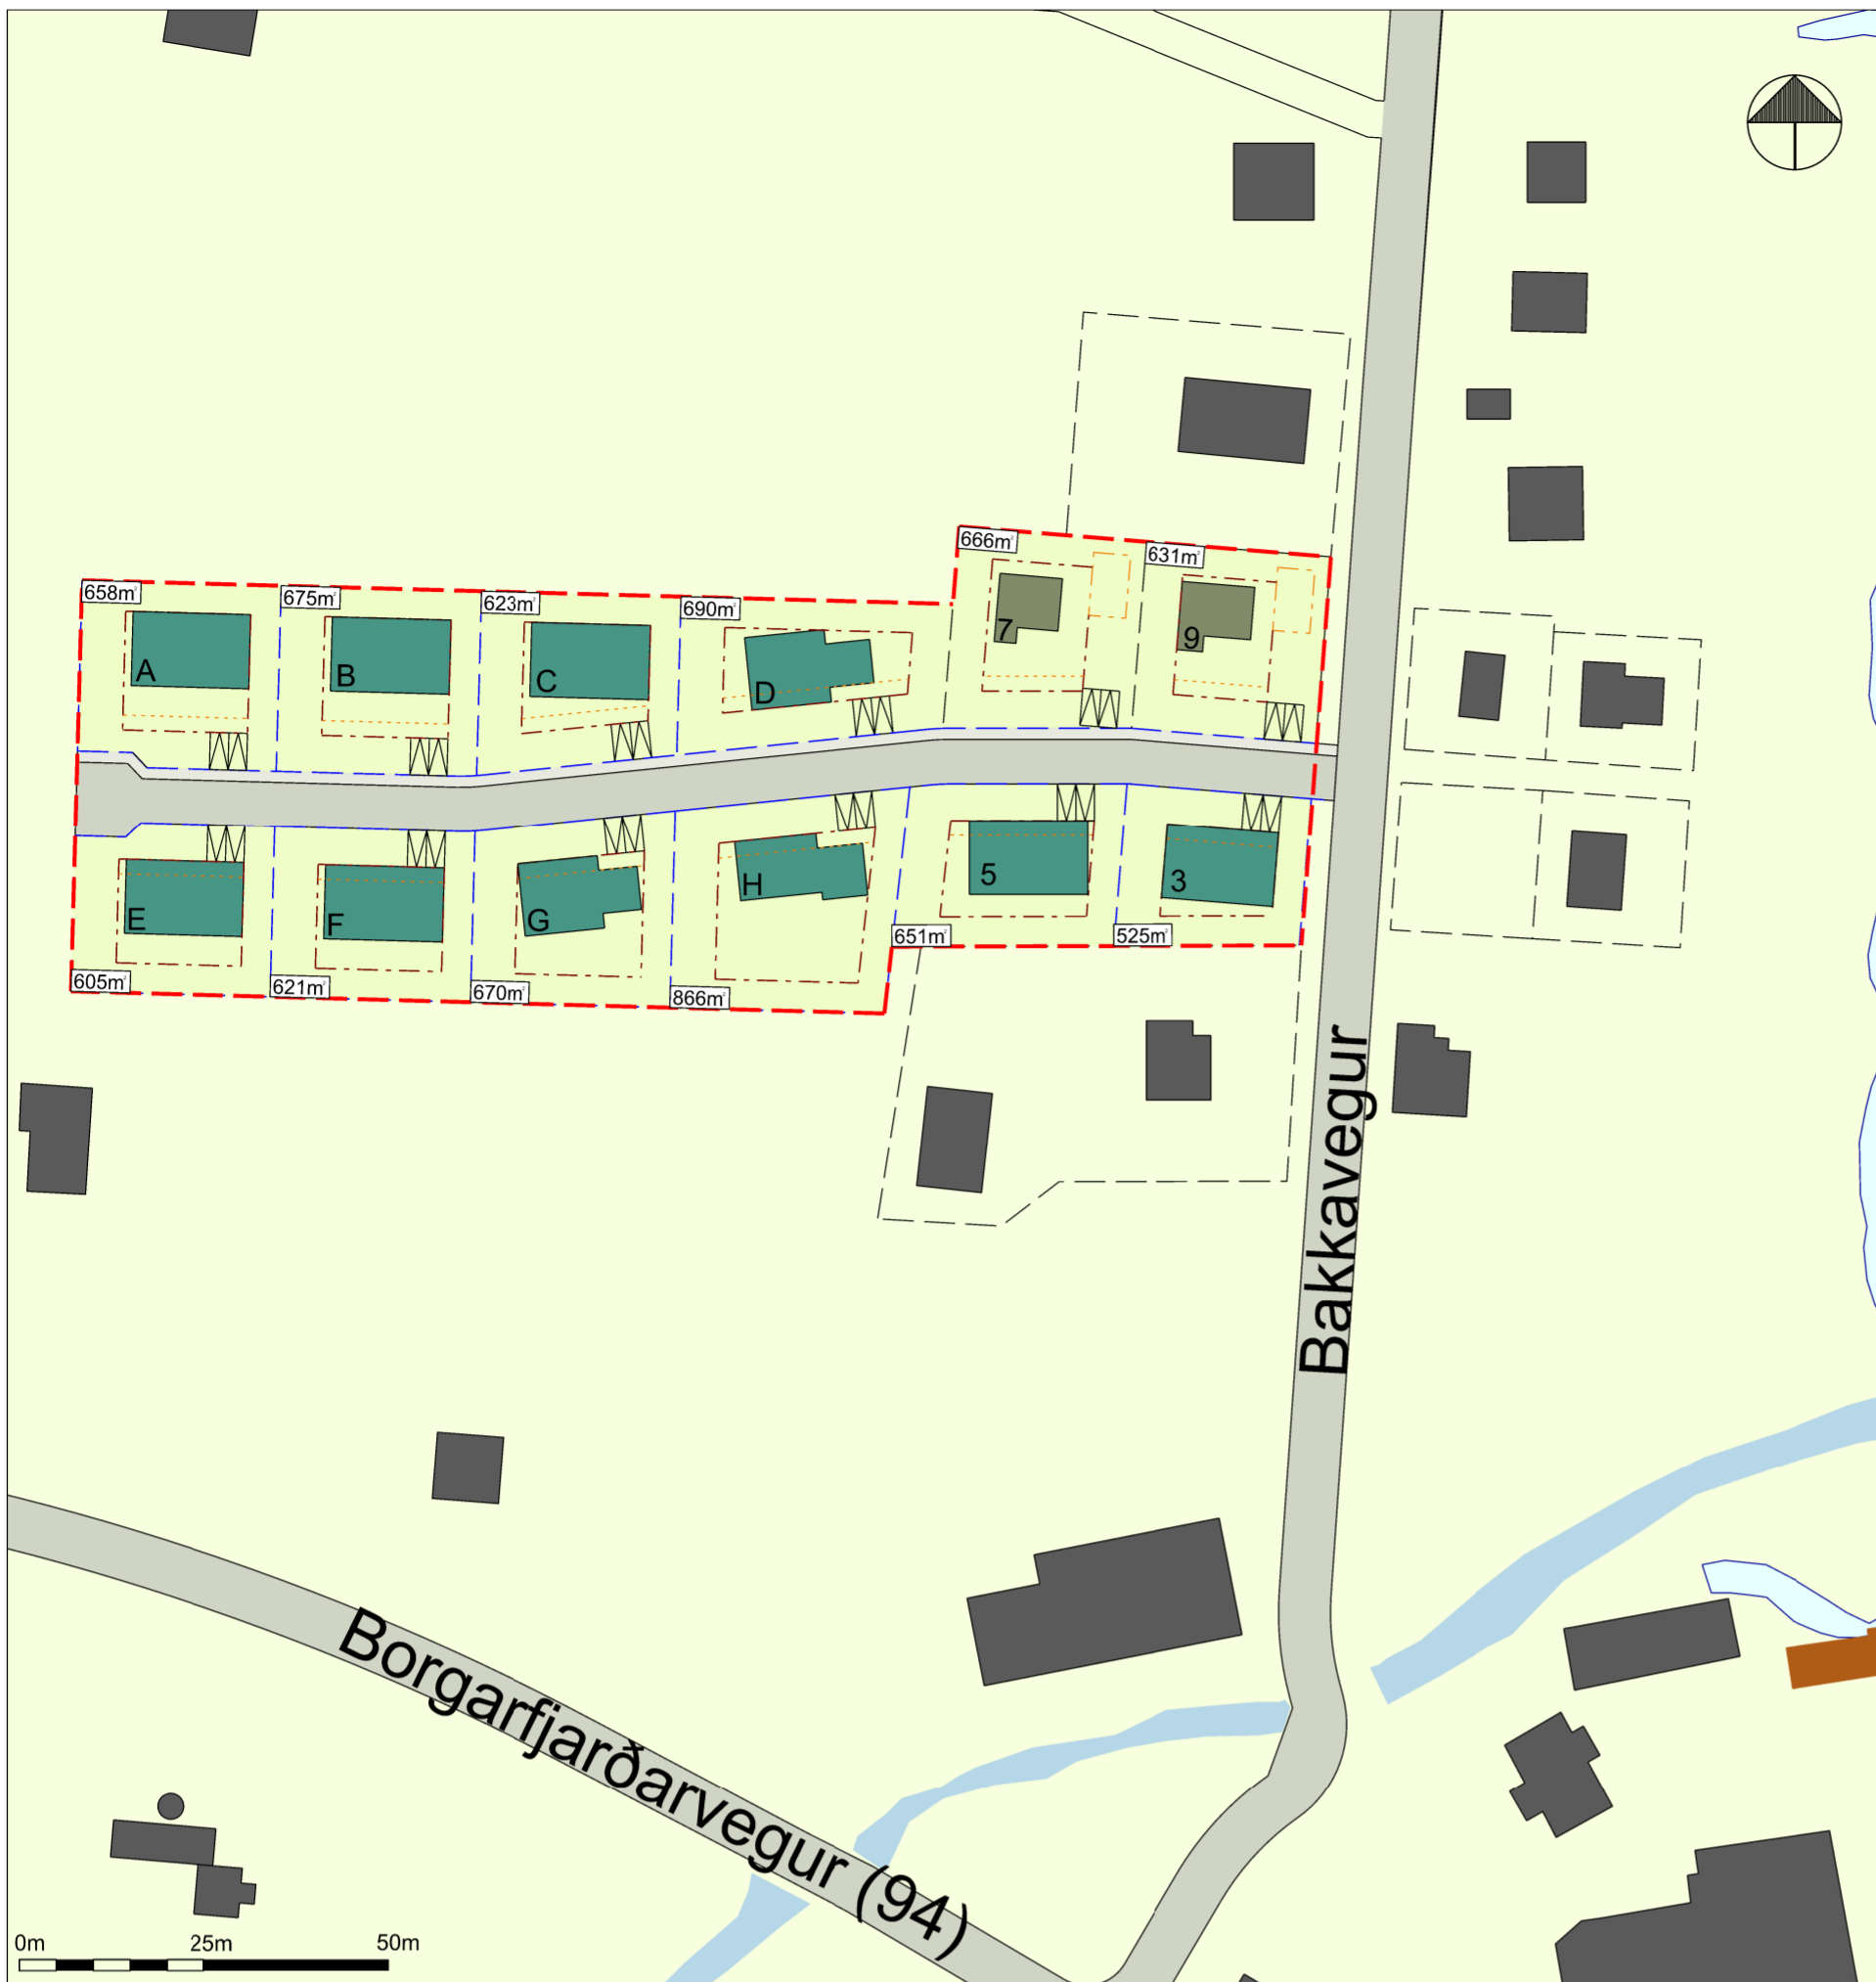 666m²
631m²
658m²
675m²
623m²
690m²
7
9
A
B
C
D
E
F
G
H
5
3
651m²
525m²
605m²
621m²
670m²
866m²
Bakkavegur
Borgarfjarðarvegur (94)
0m 25m 50m